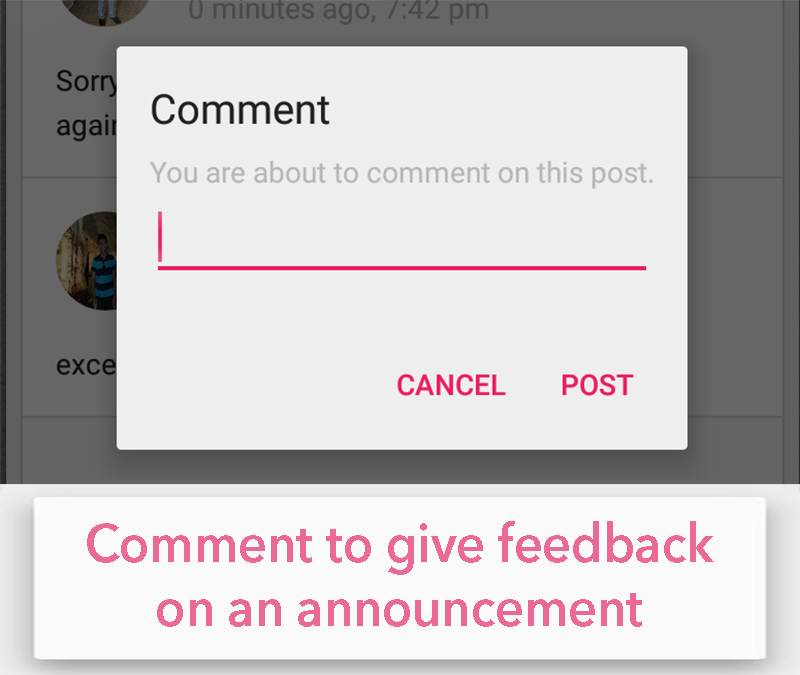 0 minutes ago, 7:42 pm
Sorry
again
Comment
You are about to comment on this post.
exce
CANCEL
POST
Comment to give feedback
on an announcement